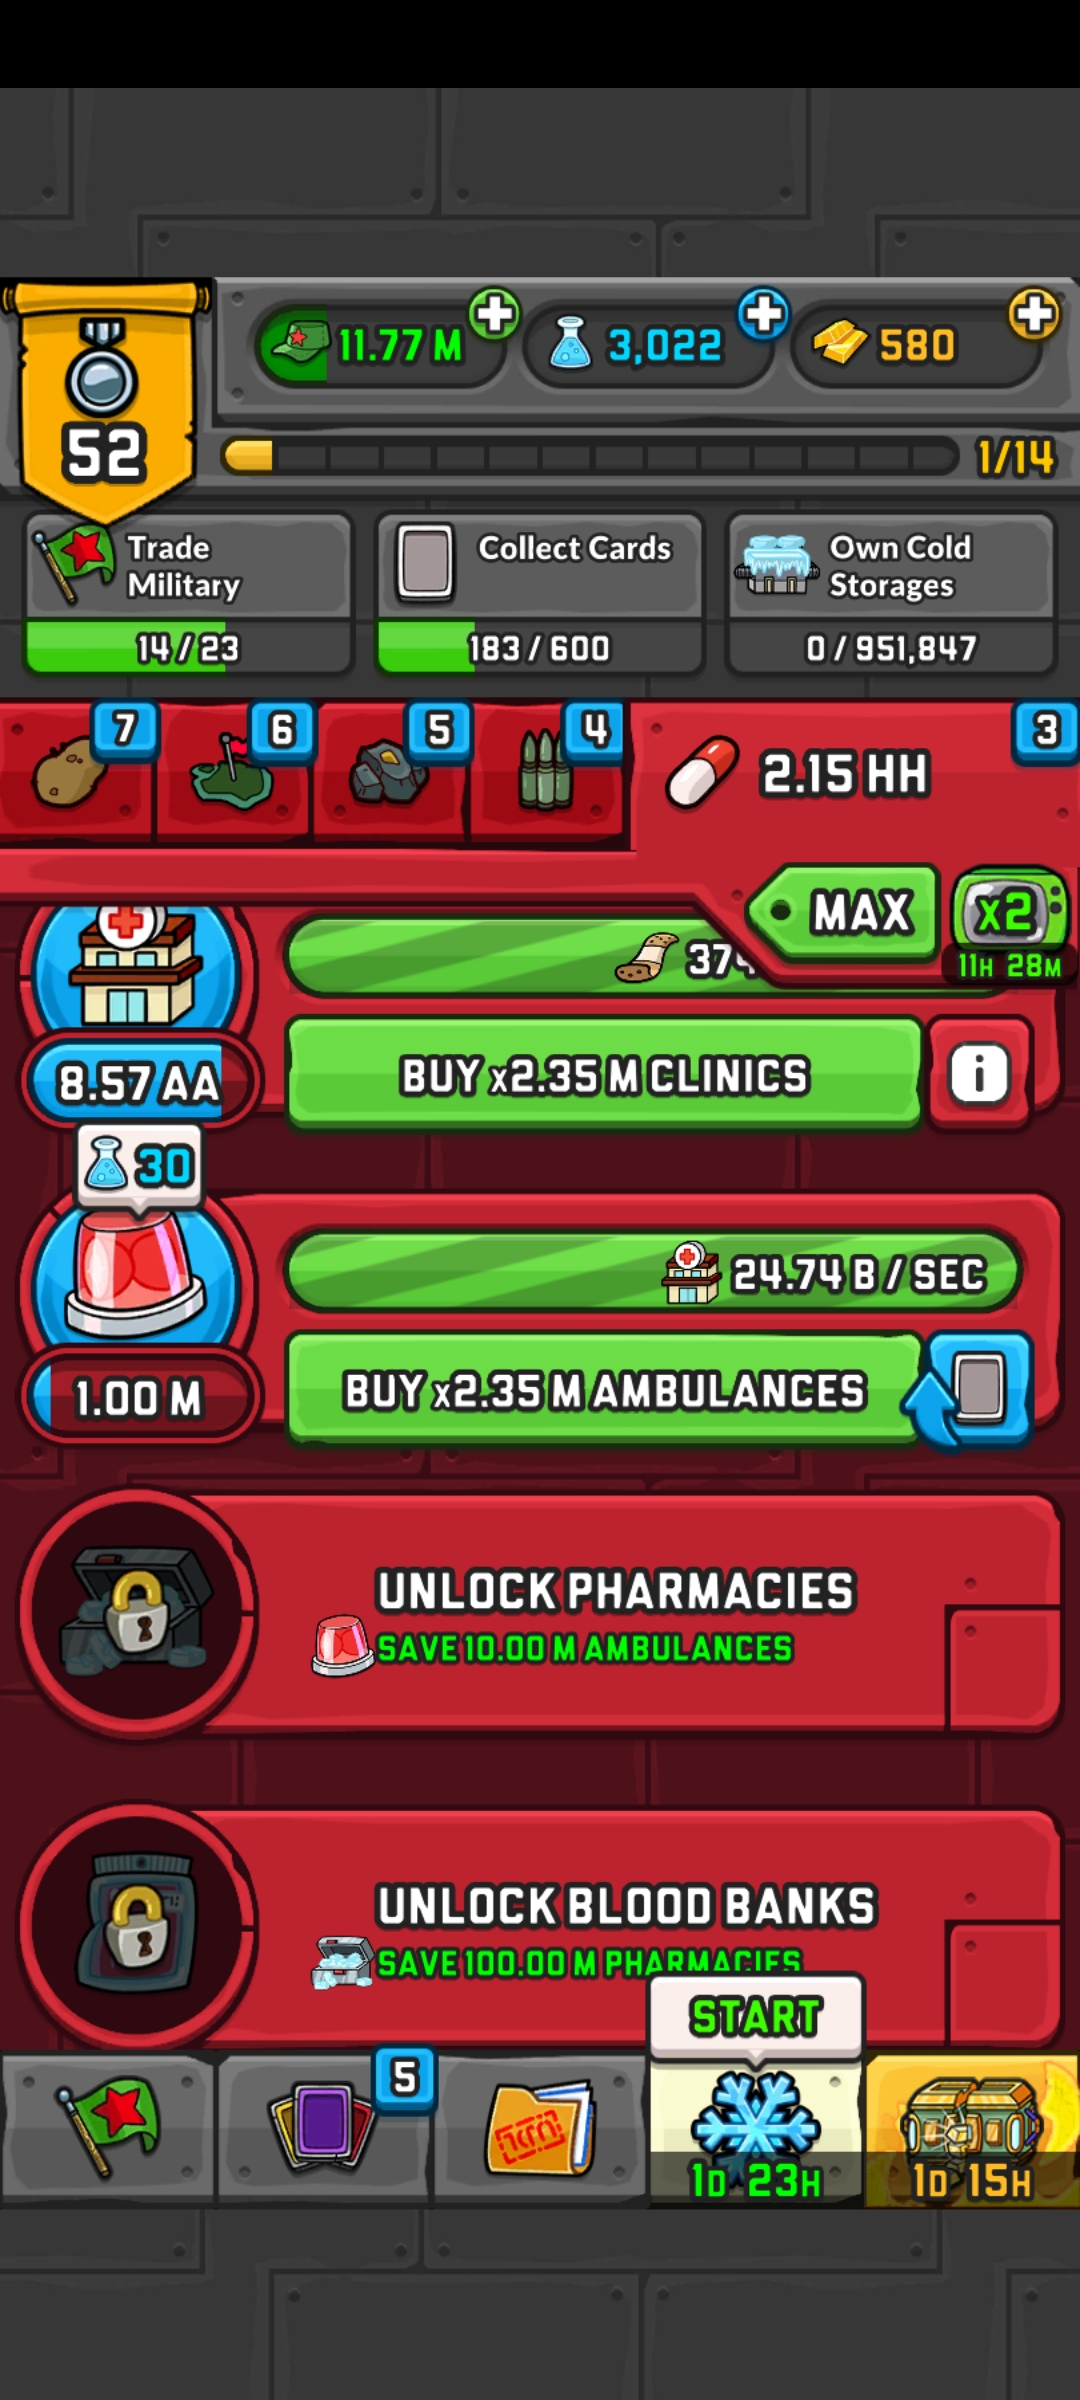 52
11.77 M
3,022
580
1/14
Trade
Military
14 / 23
Collect Cards
183 / 600
Own Cold
Storages
0 / 951,847
7
6
5
4
2.15 HH
3
MAX
x2
11H 28M
8.57 AA
BUY x2.35 M CLINICS
i
30
24.74 B / SEC
1.00 M
BUY x2.35 M AMBULANCES
UNLOCK PHARMACIES
SAVE 10.00 M AMBULANCES
UNLOCK BLOOD BANKS
SAVE 100.00 M PHARMACIES
START
5
1D 23H
1D 15H